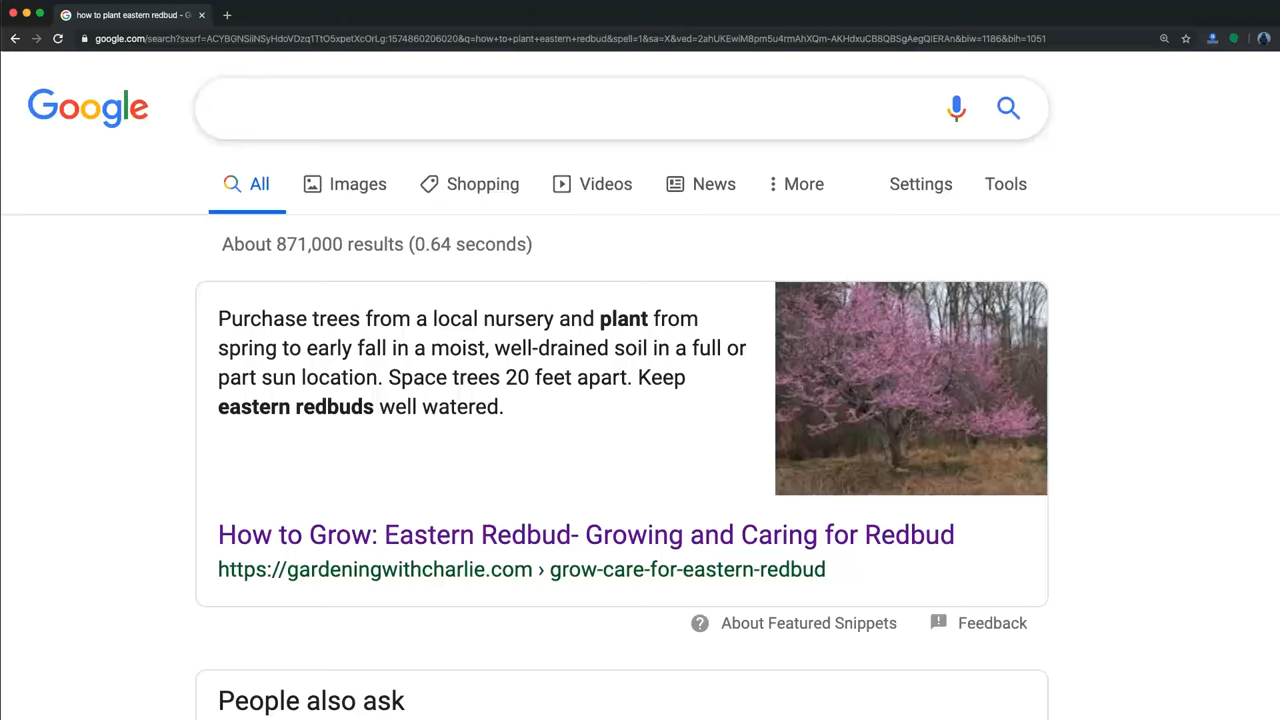 how to plant eastern redbud - G
google.com/search?sxsrf=ACYBGNSiINSyHdoVDzq1TtO5xpetXcOrLg:1574860206020&q=how+to+plant+eastern+redbud&spell=1&sa=X&ved=2ahUKEwiM8pm5u4rmAhXQm-AKHdxuCB8QBSgAegQIERAn&biw=1186&bih=1051
Google
All Images Shopping Videos News More Settings Tools
About 871,000 results (0.64 seconds)
Purchase trees from a local nursery and plant from
spring to early fall in a moist, well-drained soil in a full or
part sun location. Space trees 20 feet apart. Keep
eastern redbuds well watered.
How to Grow: Eastern Redbud- Growing and Caring for Redbud
https://gardeningwithcharlie.com › grow-care-for-eastern-redbud
About Featured Snippets Feedback
People also ask